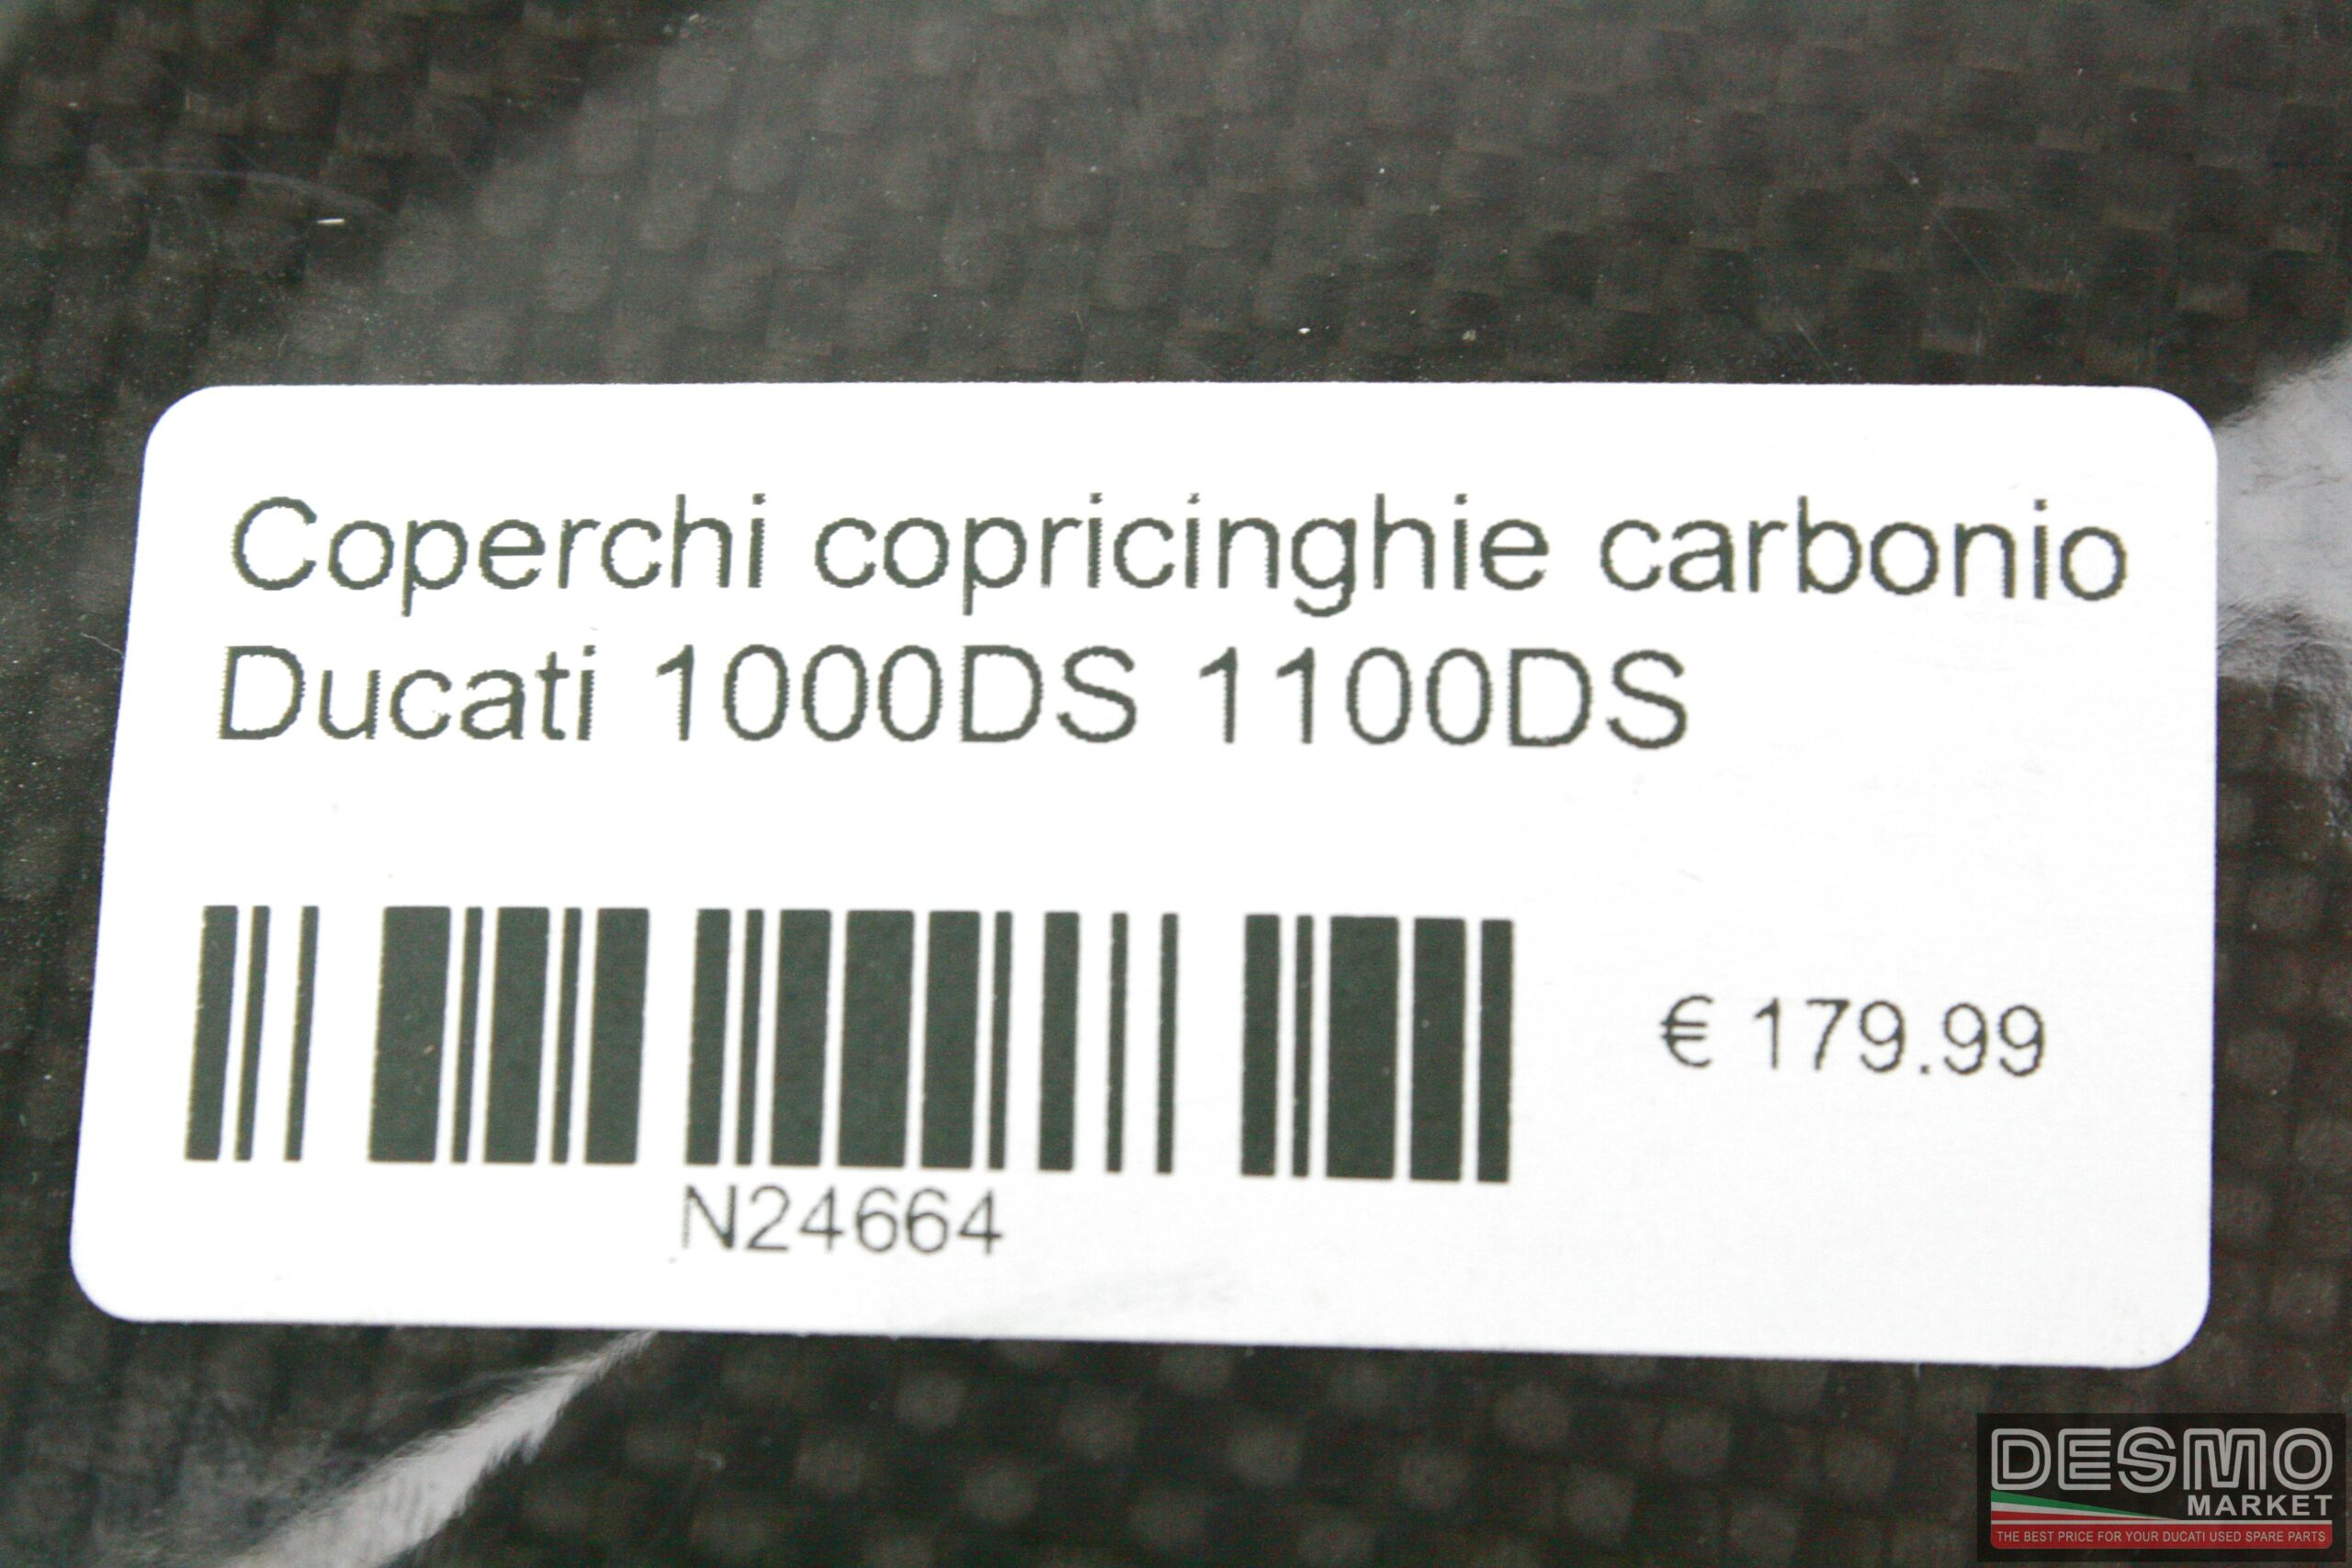 Coperchi copricinghie carbonio
Ducati 1000DS 1100DS
€ 179.99
N24664
DESMO
MARKET
THE BEST PRICE FOR YOUR DUCATI USED SPARE PARTS